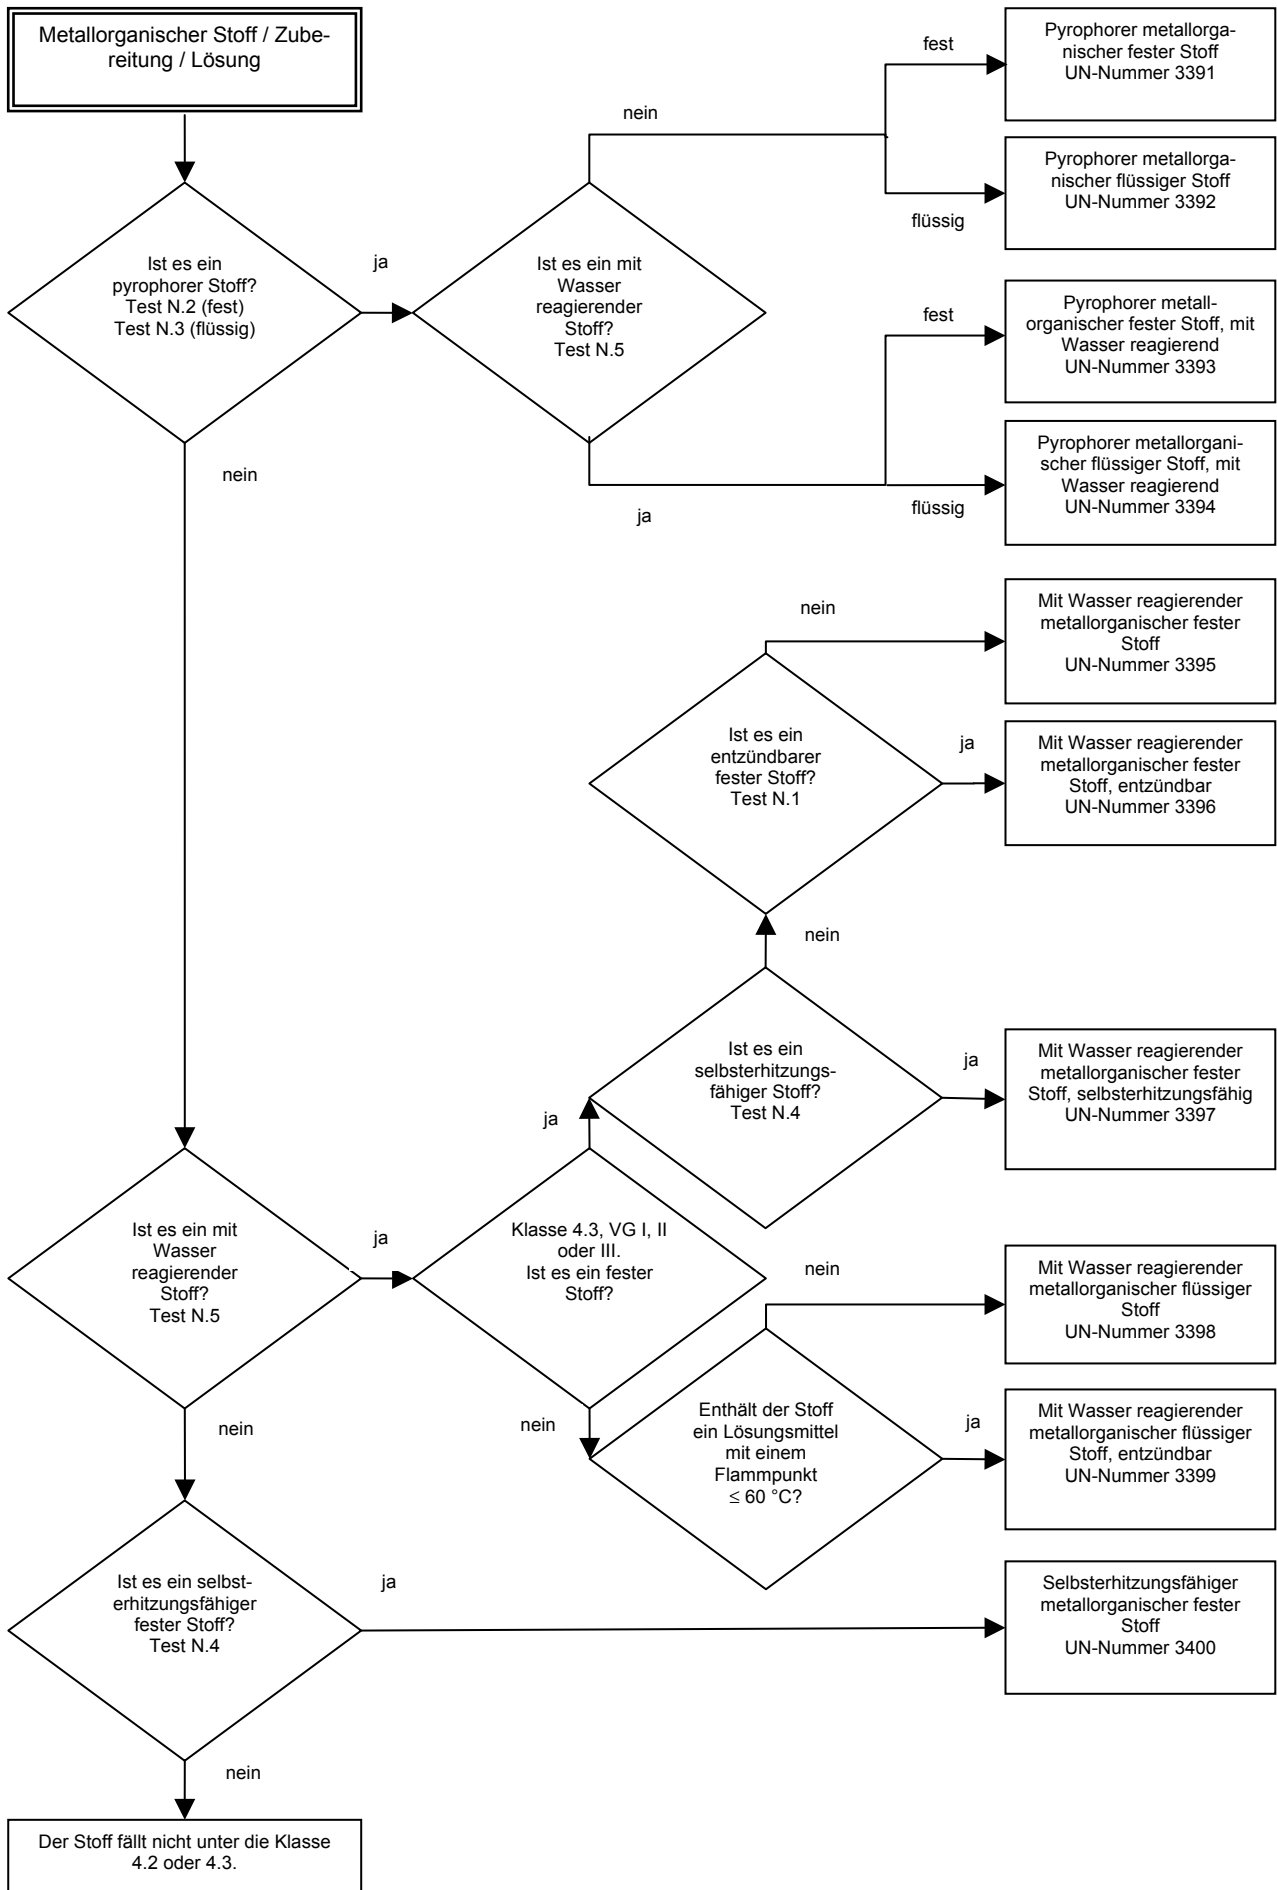 Metallorganischer Stoff / Zube-
reitung / Lösung
Ist es ein
pyrophorer Stoff?
Test N.2 (fest)
Test N.3 (flüssig)
ja
nein
Ist es ein mit
Wasser
reagierender
Stoff?
Test N.5
nein
ja
fest
Pyrophorer metallorga-
nischer fester Stoff
UN-Nummer 3391
flüssig
Pyrophorer metallorga-
nischer flüssiger Stoff
UN-Nummer 3392
fest
Pyrophorer metall-
organischer fester Stoff, mit
Wasser reagierend
UN-Nummer 3393
flüssig
Pyrophorer metallorgani-
scher flüssiger Stoff, mit
Wasser reagierend
UN-Nummer 3394
nein
Mit Wasser reagierender
metallorganischer fester
Stoff
UN-Nummer 3395
Ist es ein
entzündbarer
fester Stoff?
Test N.1
ja
Mit Wasser reagierender
metallorganischer fester
Stoff, entzündbar
UN-Nummer 3396
nein
Ist es ein
selbsterhitzungs-
fähiger Stoff?
Test N.4
ja
Mit Wasser reagierender
metallorganischer fester
Stoff, selbsterhitzungsfähig
UN-Nummer 3397
ja
Ist es ein mit
Wasser
reagierender
Stoff?
Test N.5
ja
Klasse 4.3, VG I, II
oder III.
Ist es ein fester
Stoff?
nein
Mit Wasser reagierender
metallorganischer flüssiger
Stoff
UN-Nummer 3398
nein
nein
Enthält der Stoff
ein Lösungsmittel
mit einem
Flammpunkt
≤ 60 °C?
ja
Mit Wasser reagierender
metallorganischer flüssiger
Stoff, entzündbar
UN-Nummer 3399
Ist es ein selbst-
erhitzungsfähiger
fester Stoff?
Test N.4
ja
Selbsterhitzungsfähiger
metallorganischer fester
Stoff
UN-Nummer 3400
nein
Der Stoff fällt nicht unter die Klasse
4.2 oder 4.3.